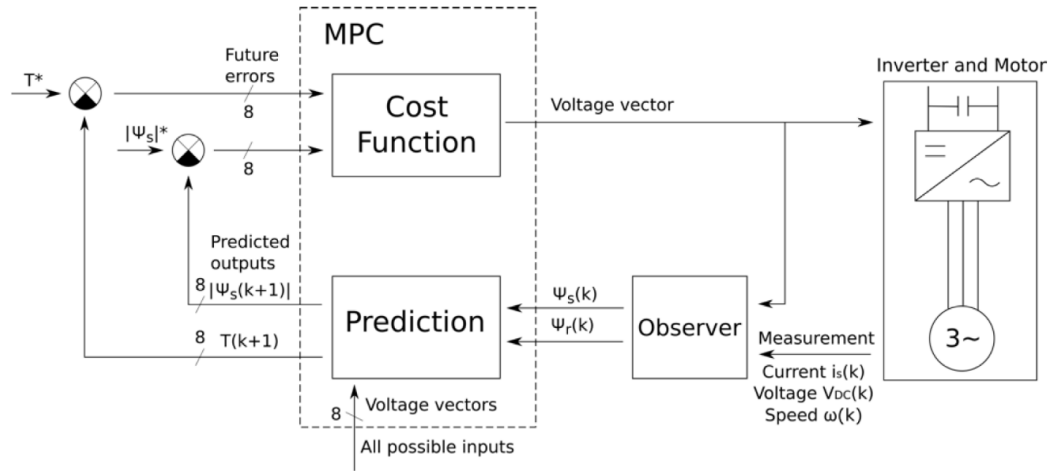 MPC
Future
errors
T*
8
Cost
Function
Voltage vector
Inverter and Motor
|Ψs|*
8
Predicted
outputs
8
|Ψs(k+1)|
8
T(k+1)
Prediction
Ψs(k)
Ψr(k)
Observer
Measurement
Current is(k)
Voltage VDC(k)
Speed ω(k)
3~
8
Voltage vectors
All possible inputs